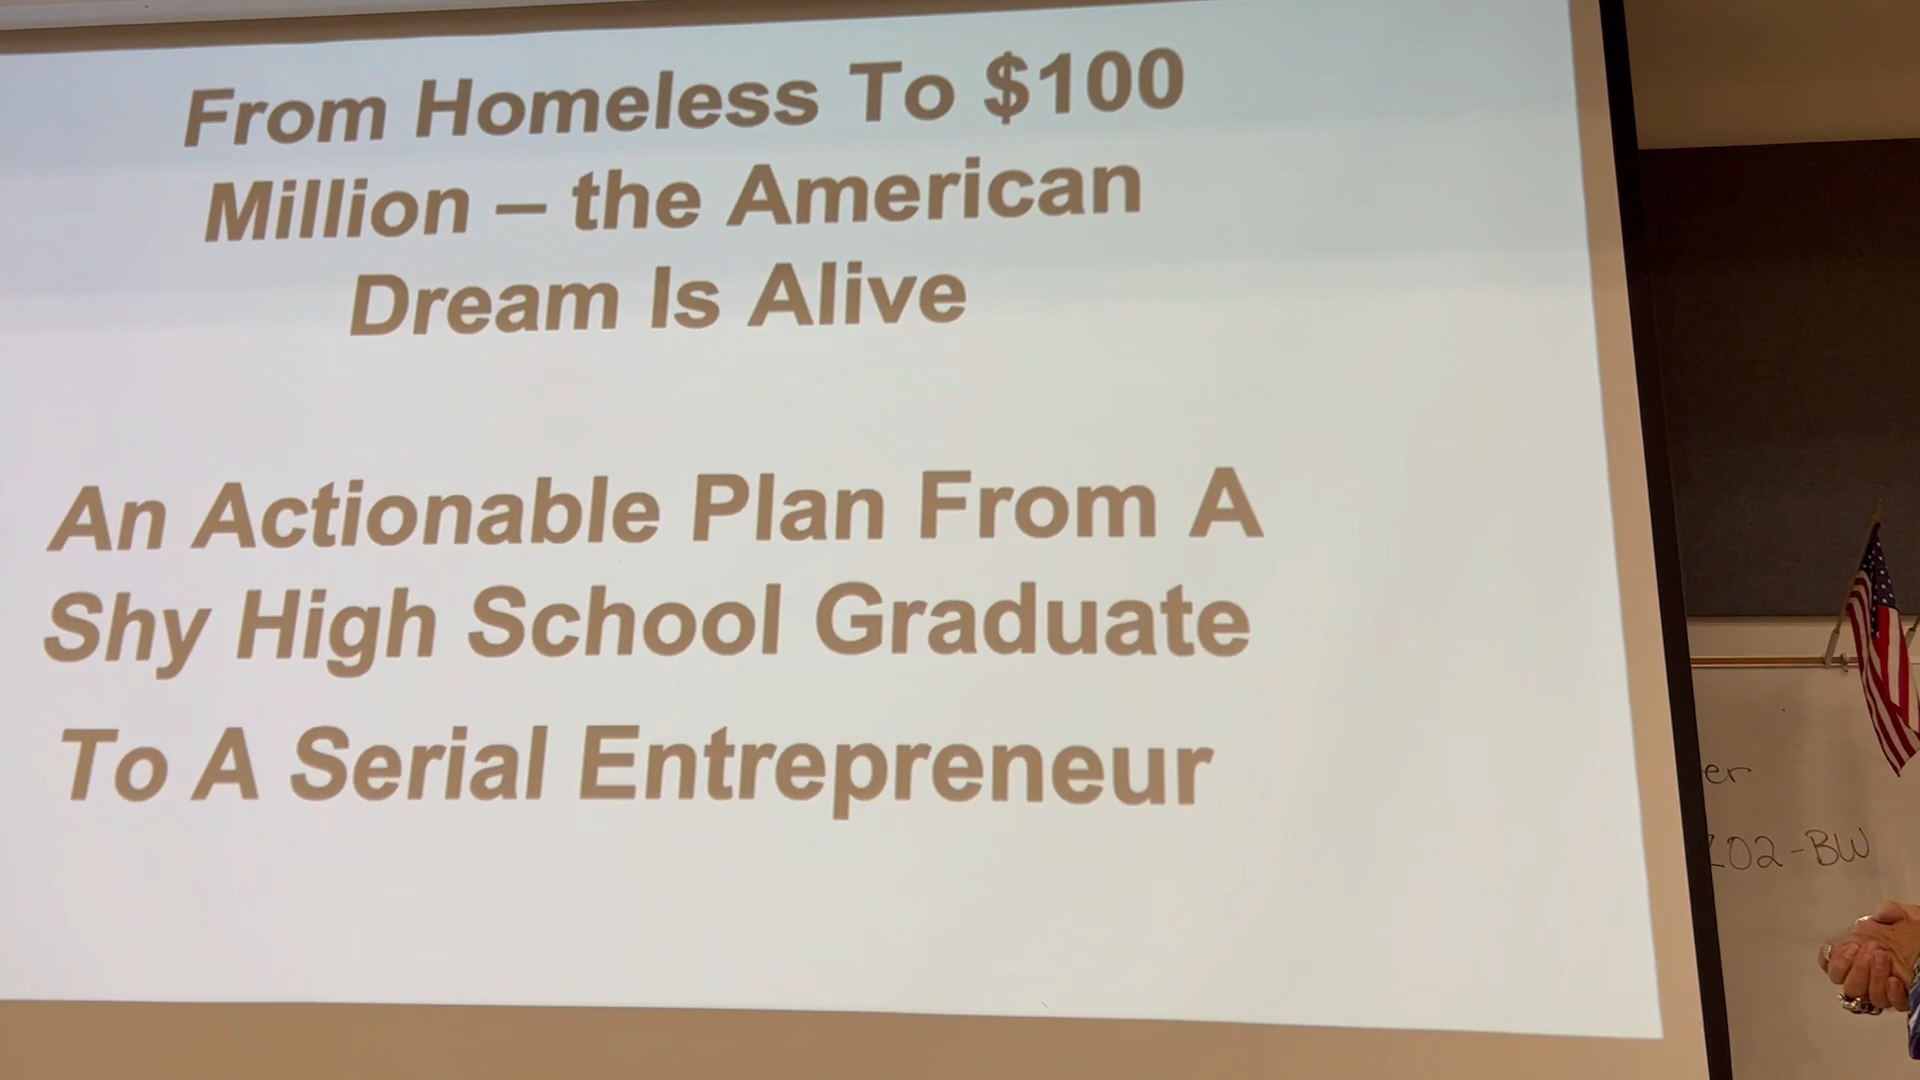 From Homeless To $100
Million – the American
Dream Is Alive
An Actionable Plan From A
Shy High School Graduate
To A Serial Entrepreneur
er
102-BW